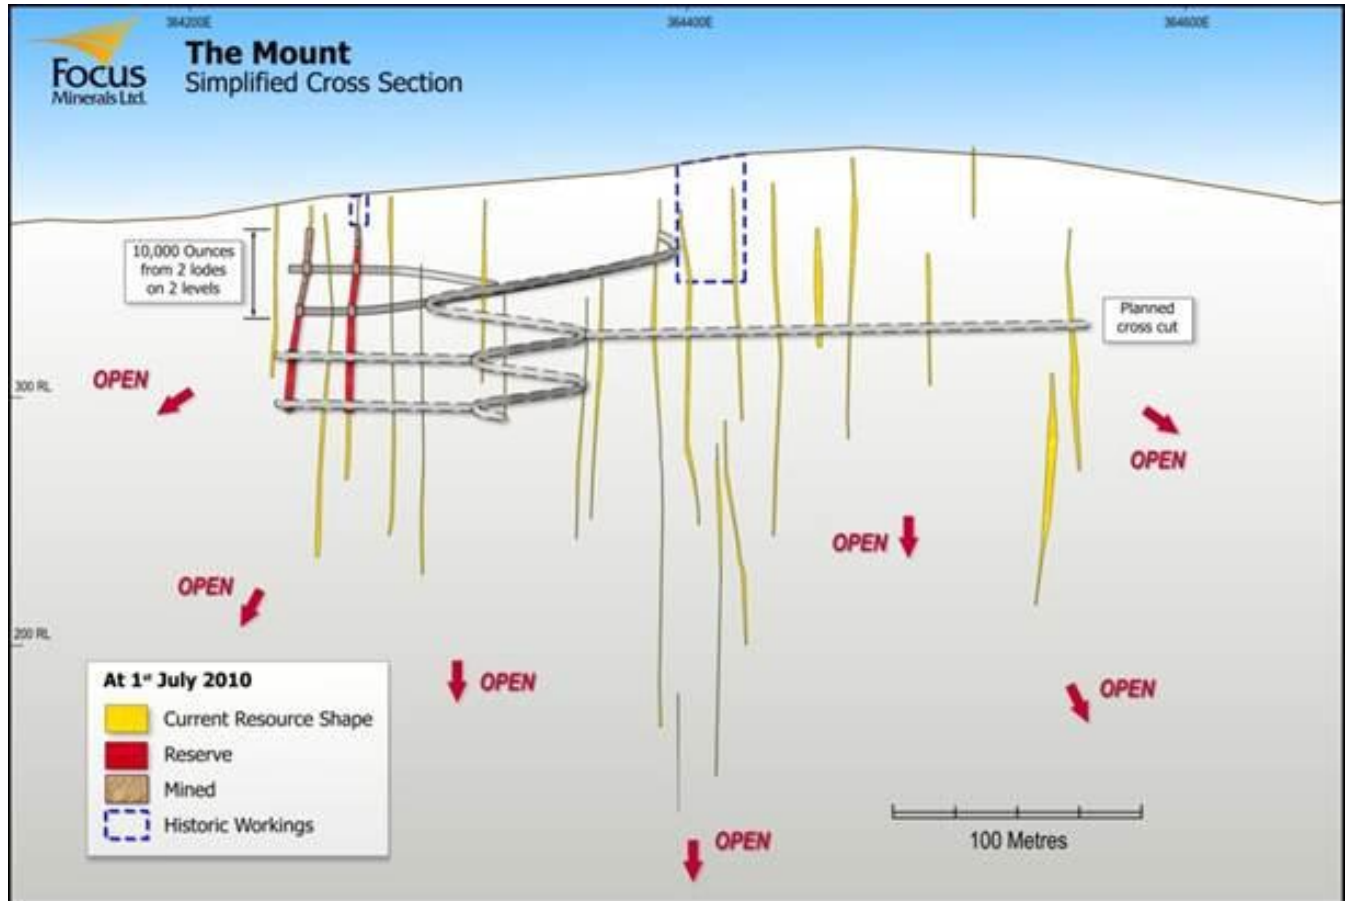 364200E
364400E
364600E
Focus
Minerals Ltd.
The Mount
Simplified Cross Section
10,000 Ounces
from 2 lodes
on 2 levels
Planned
cross cut
OPEN
300 RL
OPEN
OPEN
OPEN
200 RL
OPEN
OPEN
OPEN
At 1st July 2010
Current Resource Shape
Reserve
Mined
Historic Workings
100 Metres